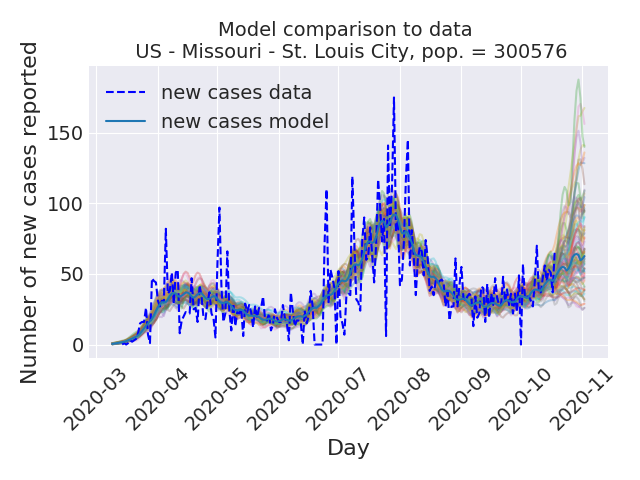 Model comparison to data
US - Missouri - St. Louis City, pop. = 300576
Number of new cases reported
new cases data
new cases model
150
100
50
0
2020-03
2020-04
2020-05
2020-06
2020-07
2020-08
2020-09
2020-10
2020-11
Day